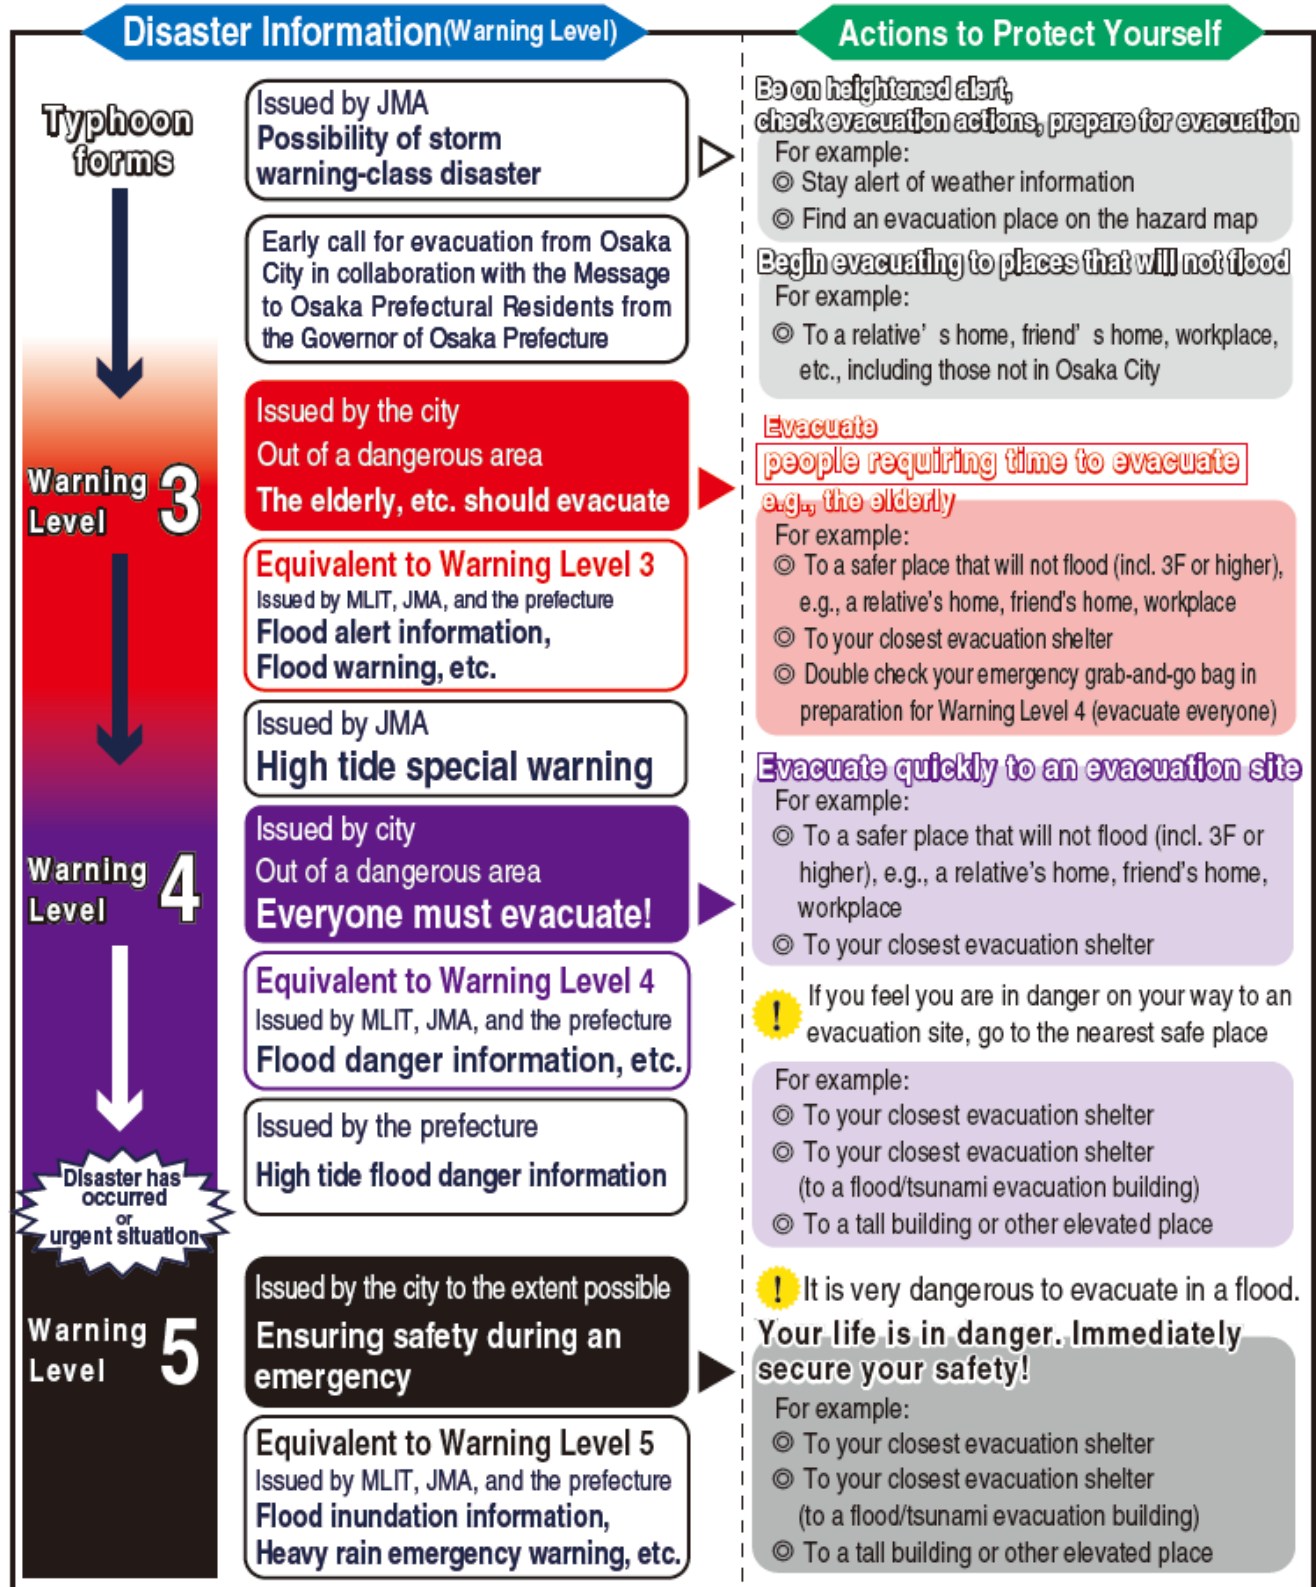 Disaster Information(Warning Level)
Actions to Protect Yourself
Typhoon
forms
Issued by JMA
Possibility of storm
warning-class disaster
Be on heightened alert,
check evacuation actions, prepare for evacuation
For example:
◎ Stay alert of weather information
◎ Find an evacuation place on the hazard map
Early call for evacuation from Osaka
City in collaboration with the Message
to Osaka Prefectural Residents from
the Governor of Osaka Prefecture
Begin evacuating to places that will not flood
For example:
◎ To a relative’ s home, friend’ s home, workplace,
etc., including those not in Osaka City
Warning
Level
3
Issued by the city
Out of a dangerous area
The elderly, etc. should evacuate
Evacuate
people requiring time to evacuate
e.g., the elderly
For example:
◎ To a safer place that will not flood (incl. 3F or higher),
e.g., a relative's home, friend's home, workplace
◎ To your closest evacuation shelter
◎ Double check your emergency grab-and-go bag in
preparation for Warning Level 4 (evacuate everyone)
Equivalent to Warning Level 3
Issued by MLIT, JMA, and the prefecture
Flood alert information,
Flood warning, etc.
Issued by JMA
High tide special warning
Warning
Level
4
Issued by city
Out of a dangerous area
Everyone must evacuate!
Evacuate quickly to an evacuation site
For example:
◎ To a safer place that will not flood (incl. 3F or
higher), e.g., a relative's home, friend's home,
workplace
◎ To your closest evacuation shelter
Equivalent to Warning Level 4
Issued by MLIT, JMA, and the prefecture
Flood danger information, etc.
! If you feel you are in danger on your way to an
evacuation site, go to the nearest safe place
For example:
◎ To your closest evacuation shelter
◎ To your closest evacuation shelter
(to a flood/tsunami evacuation building)
◎ To a tall building or other elevated place
Issued by the prefecture
High tide flood danger information
Disaster has
occurred
or
urgent situation
Warning
Level
5
Issued by the city to the extent possible
Ensuring safety during an
emergency
! It is very dangerous to evacuate in a flood.
Your life is in danger. Immediately
secure your safety!
For example:
◎ To your closest evacuation shelter
◎ To your closest evacuation shelter
(to a flood/tsunami evacuation building)
◎ To a tall building or other elevated place
Equivalent to Warning Level 5
Issued by MLIT, JMA, and the prefecture
Flood inundation information,
Heavy rain emergency warning, etc.